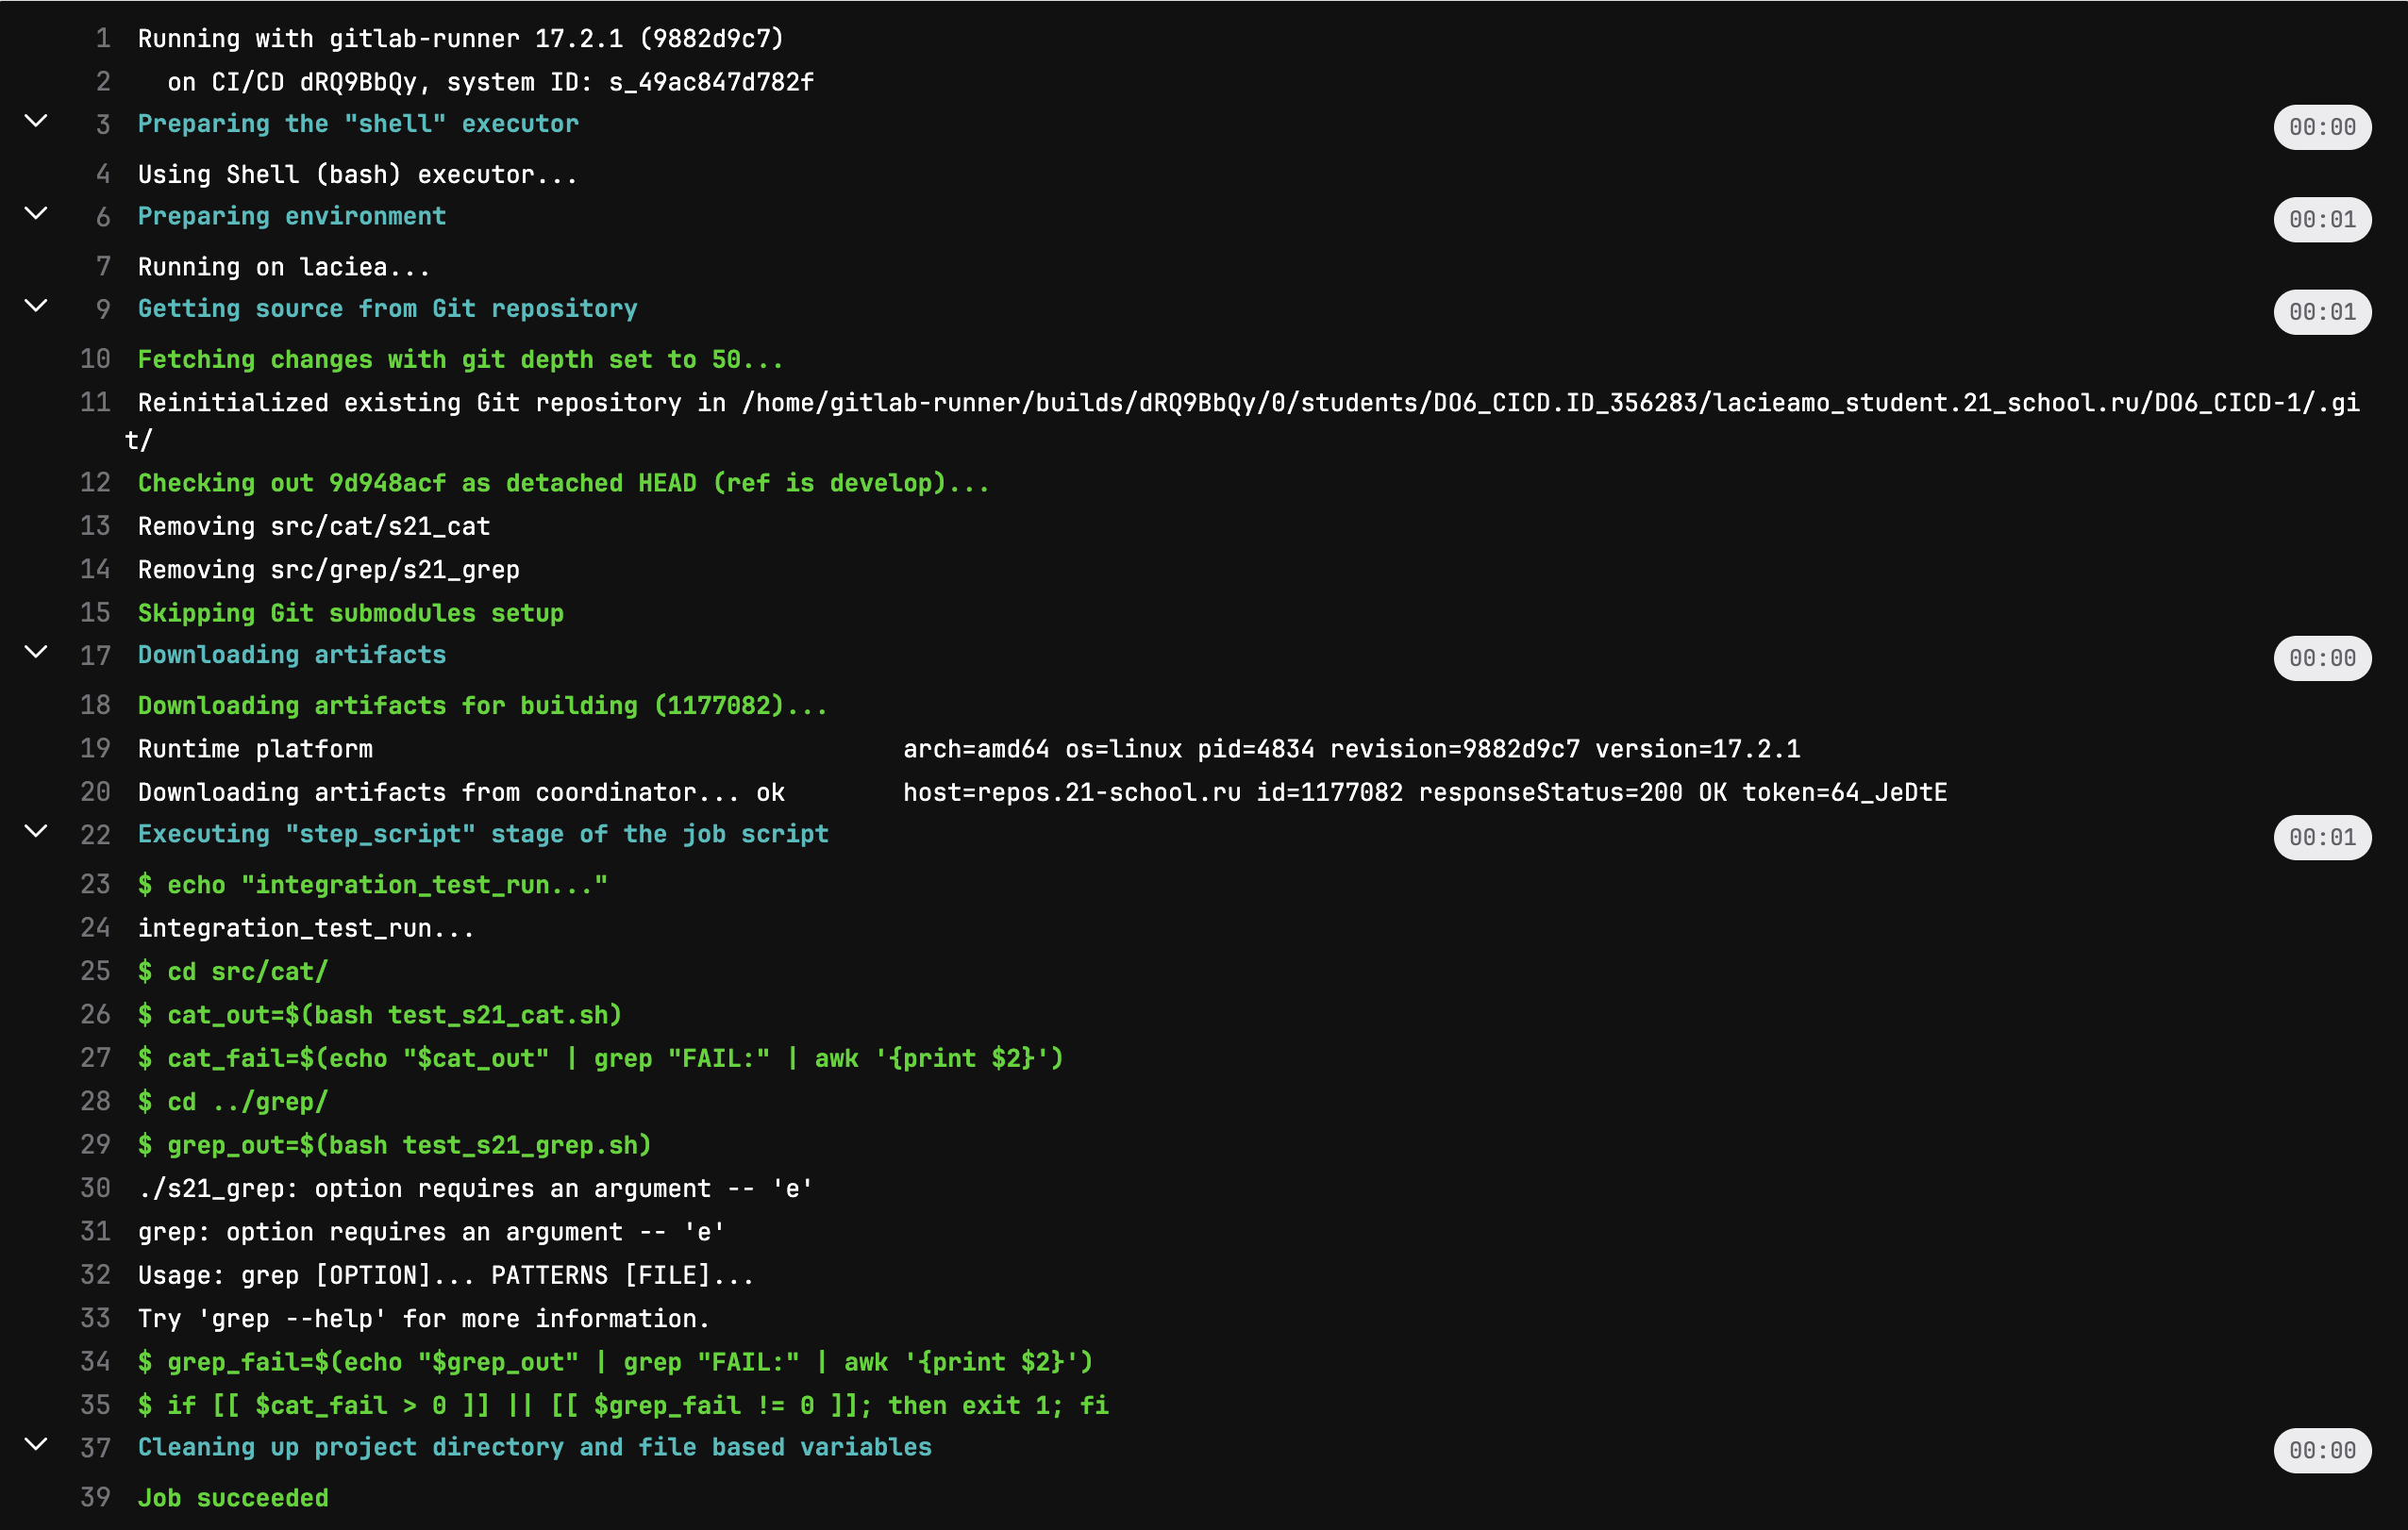 1 Running with gitlab-runner 17.2.1 (9882d9c7)
2 on CI/CD dRQ9BbQy, system ID: s_49ac847d782f
3 Preparing the "shell" executor 00:00
4 Using Shell (bash) executor...
6 Preparing environment 00:01
7 Running on laciea...
9 Getting source from Git repository 00:01
10 Fetching changes with git depth set to 50...
11 Reinitialized existing Git repository in /home/gitlab-runner/builds/dRQ9BbQy/0/students/DO6_CICD.ID_356283/lacieamo_student.21_school.ru/DO6_CICD-1/.gi
t/
12 Checking out 9d948acf as detached HEAD (ref is develop)...
13 Removing src/cat/s21_cat
14 Removing src/grep/s21_grep
15 Skipping Git submodules setup
17 Downloading artifacts 00:00
18 Downloading artifacts for building (1177082)...
19 Runtime platform arch=amd64 os=linux pid=4834 revision=9882d9c7 version=17.2.1
20 Downloading artifacts from coordinator... ok host=repos.21-school.ru id=1177082 responseStatus=200 OK token=64_JeDtE
22 Executing "step_script" stage of the job script 00:01
23 $ echo "integration_test_run..."
24 integration_test_run...
25 $ cd src/cat/
26 $ cat_out=$(bash test_s21_cat.sh)
27 $ cat_fail=$(echo "$cat_out" | grep "FAIL:" | awk '{print $2}')
28 $ cd ../grep/
29 $ grep_out=$(bash test_s21_grep.sh)
30 ./s21_grep: option requires an argument -- 'e'
31 grep: option requires an argument -- 'e'
32 Usage: grep [OPTION]... PATTERNS [FILE]...
33 Try 'grep --help' for more information.
34 $ grep_fail=$(echo "$grep_out" | grep "FAIL:" | awk '{print $2}')
35 $ if [[ $cat_fail > 0 ]] || [[ $grep_fail != 0 ]]; then exit 1; fi
37 Cleaning up project directory and file based variables 00:00
39 Job succeeded